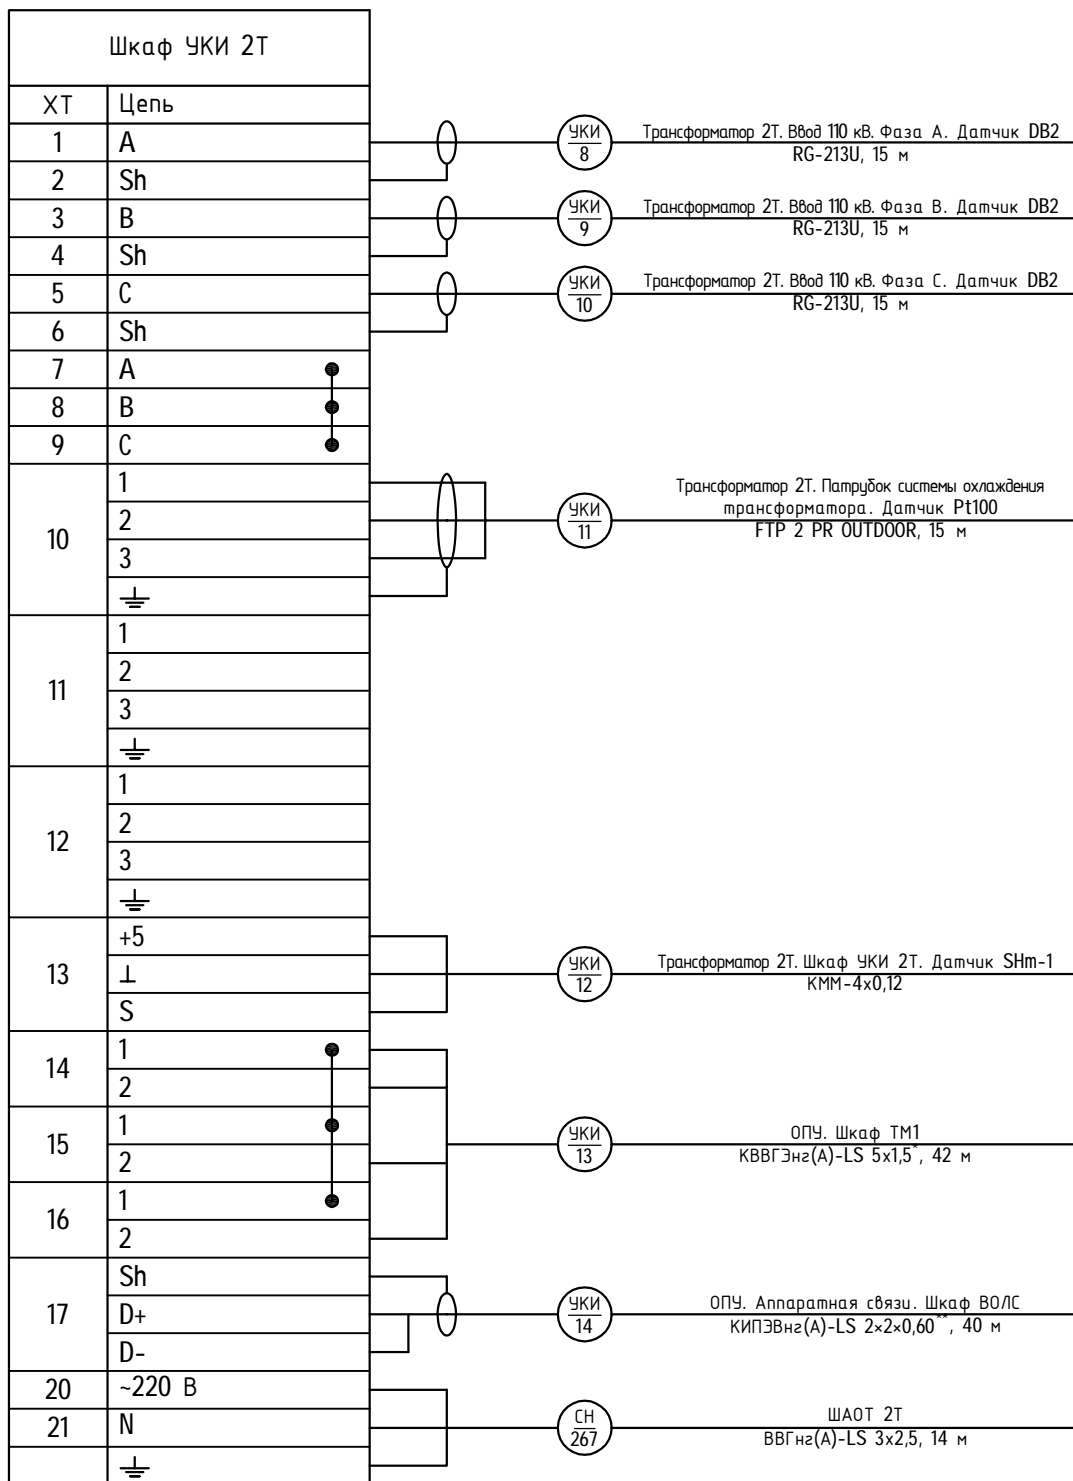 Шкаф УКИ 2Т
ХТ Цепь
1 A
2 Sh
3 B
4 Sh
5 C
6 Sh
7 A
8 B
9 C
10
1
2
3
11
1
2
3
12
1
2
3
13
+5
⊥
S
14
1
2
15
1
2
16
1
2
17
Sh
D+
D-
20 ~220 В
21 N
УКИ
8
Трансформатор 2Т. Ввод 110 кВ. Фаза А. Датчик DB2
RG-213U, 15 м
УКИ
9
Трансформатор 2Т. Ввод 110 кВ. Фаза В. Датчик DB2
RG-213U, 15 м
УКИ
10
Трансформатор 2Т. Ввод 110 кВ. Фаза С. Датчик DB2
RG-213U, 15 м
УКИ
11
Трансформатор 2Т. Патрубок системы охлаждения
трансформатора. Датчик Pt100
FTP 2 PR OUTDOOR, 15 м
УКИ
12
Трансформатор 2Т. Шкаф УКИ 2Т. Датчик SHm-1
КММ-4х0,12
УКИ
13
ОПУ. Шкаф ТМ1
КВВГЭнг(А)-LS 5х1,5*, 42 м
УКИ
14
ОПУ. Аппаратная связи. Шкаф ВОЛС
КИПЭВнг(А)-LS 2×2×0,60**, 40 м
СН
267
ШАОТ 2Т
ВВГнг(А)-LS 3х2,5, 14 м